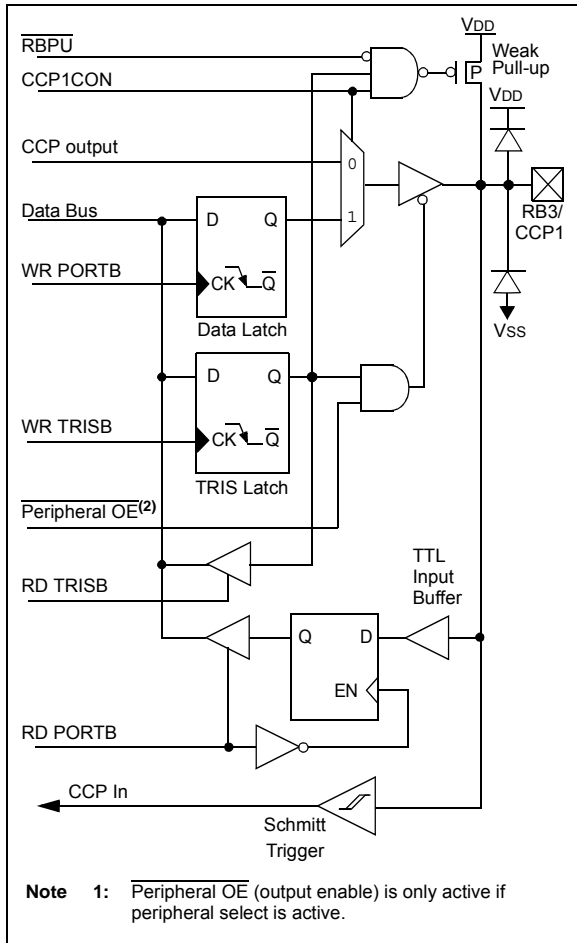 RBPU
CCP1CON
CCP output
Data Bus
WR PORTB
WR TRISB
Peripheral OE(2)
RD TRISB
RD PORTB
CCP In
VDD
Weak
Pull-up
P
VDD
0
1
RB3/
CCP1
VSS
D Q
CK Q
Data Latch
D Q
CK Q
TRIS Latch
TTL
Input
Buffer
Q D
EN
Schmitt
Trigger
Note 1: Peripheral OE (output enable) is only active if
peripheral select is active.